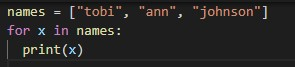 names = ["tobi", "ann", "johnson"]
for x in names:
  print(x)